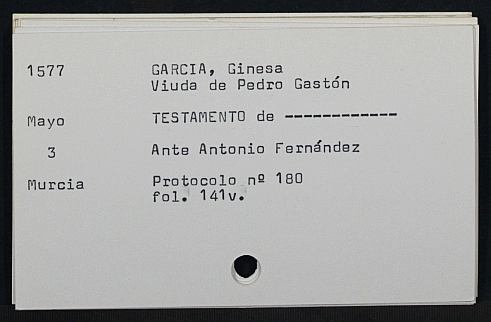 1577 GARCIA, Ginesa
Viuda de Pedro Gastón
Mayo TESTAMENTO de ------------
3 Ante Antonio Fernández
Murcia Protocolo nº 180
fol. 141v.